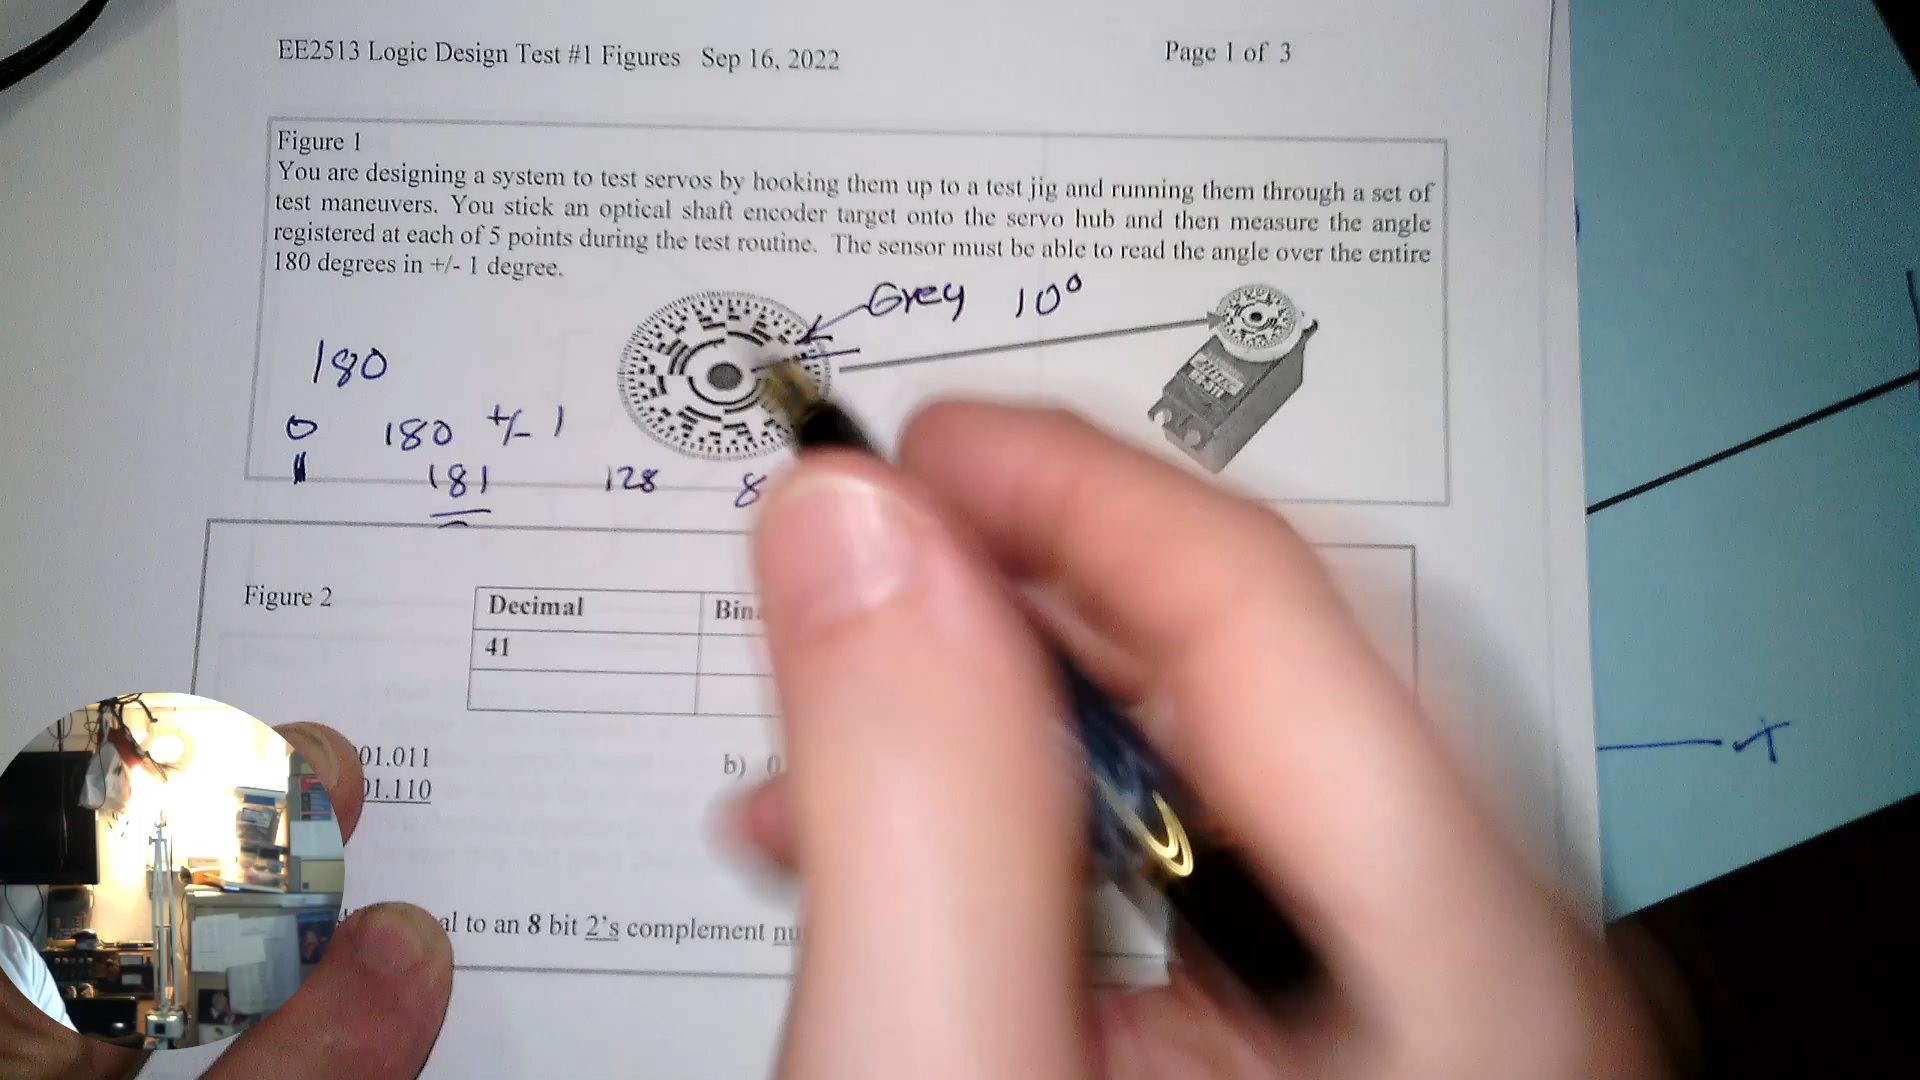 EE2513 Logic Design Test #1 Figures Sep 16, 2022 Page 1 of 3
Figure 1
You are designing a system to test servos by hooking them up to a test jig and running them through a set of
test maneuvers. You stick an optical shaft encoder target onto the servo hub and then measure the angle
registered at each of 5 points during the test routine. The sensor must be able to read the angle over the entire
180 degrees in +/- 1 degree.
Grey 10°
180
0 180 +/- 1
181 128 8
Figure 2
Decimal Bin
41
01.011 b) 0
01.110
al to an 8 bit 2's complement nu